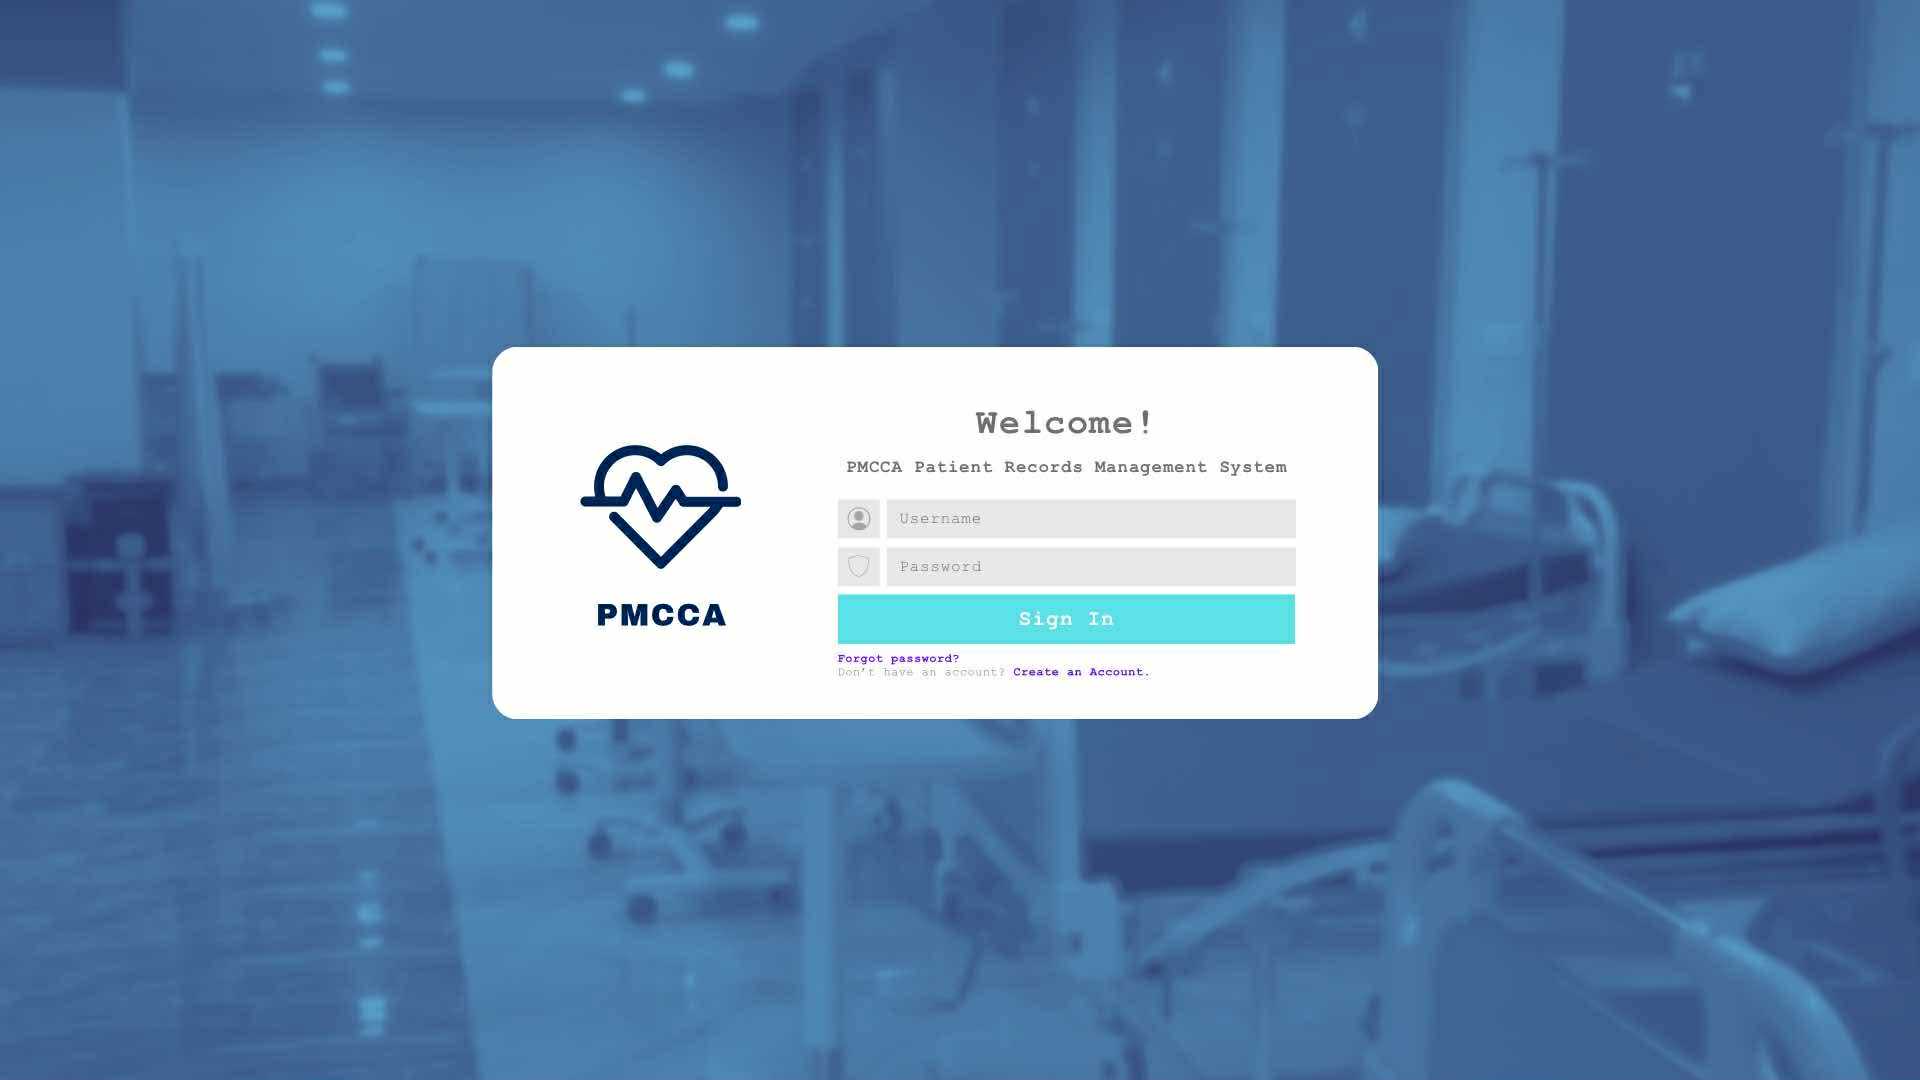 Welcome!
PMCCA Patient Records Management System
Username
Password
Sign In
Forgot password?
Don't have an account? Create an Account.
PMCCA